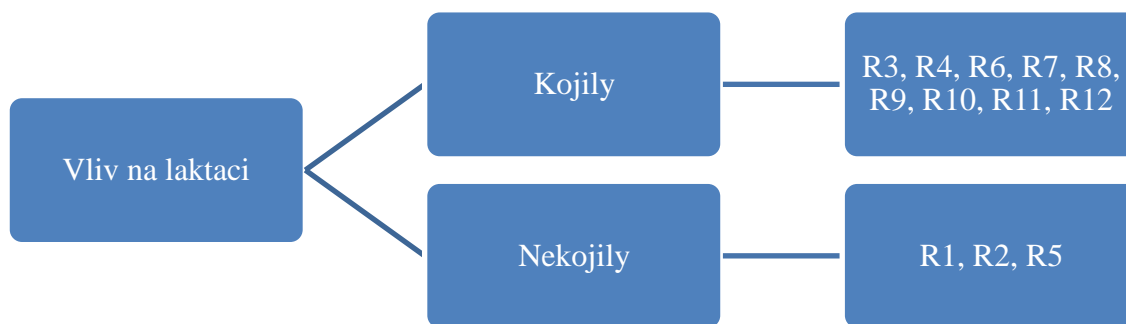 Vliv na laktaci
Kojily
R3, R4, R6, R7, R8,
R9, R10, R11, R12
Nekojily
R1, R2, R5